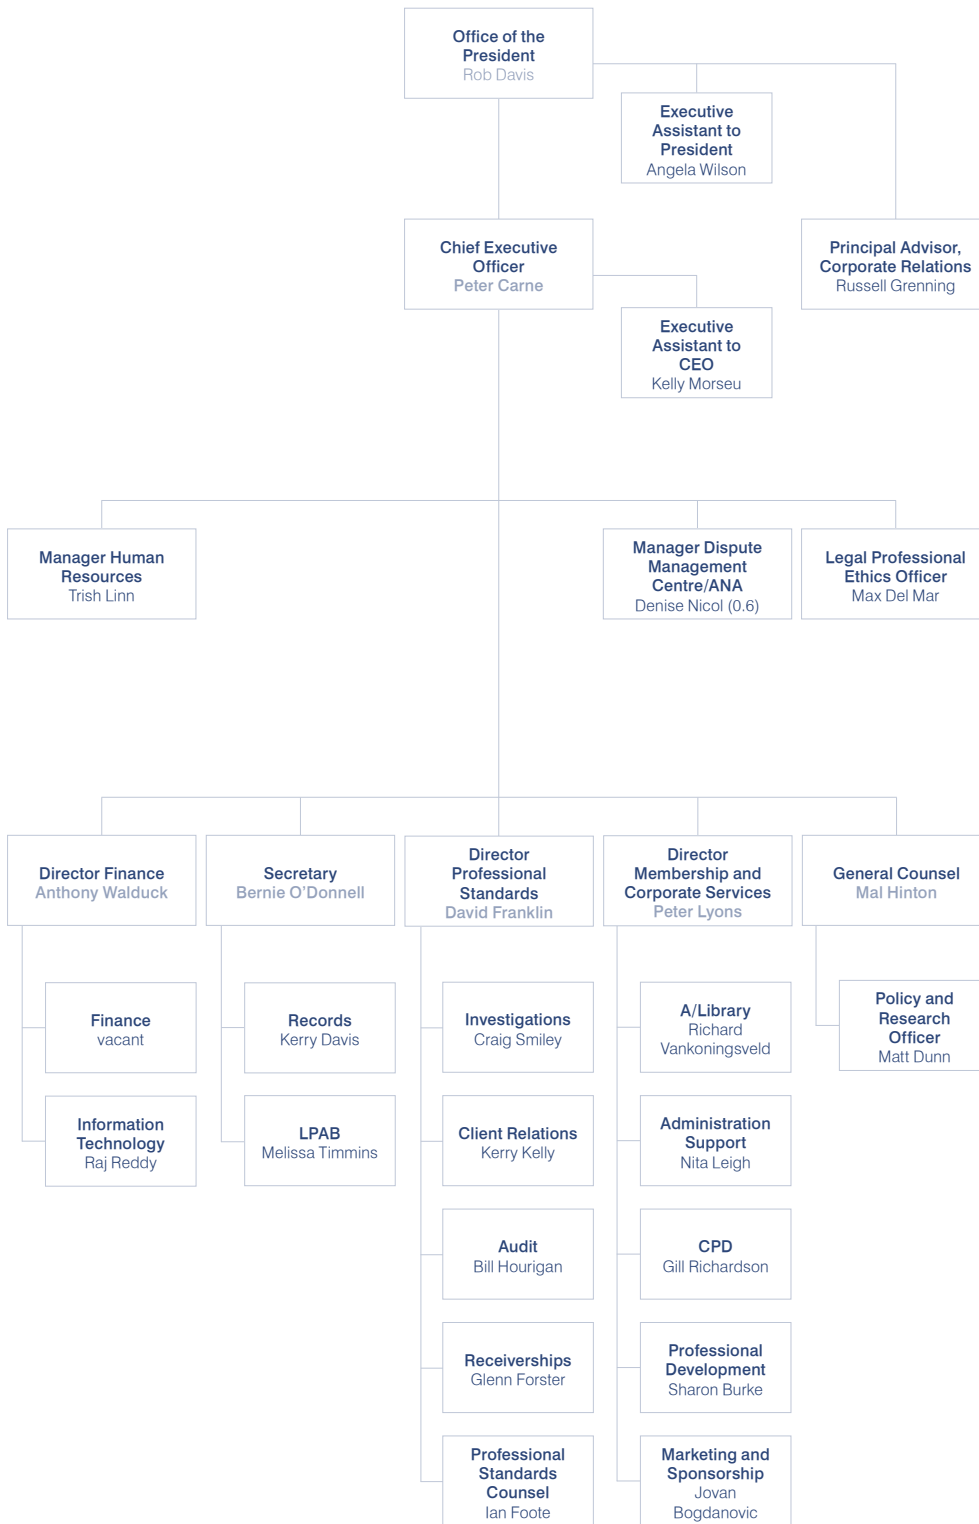 Office of the
President
Rob Davis
Executive
Assistant to
President
Angela Wilson
Chief Executive
Officer
Peter Carne
Principal Advisor,
Corporate Relations
Russell Grenning
Executive
Assistant to
CEO
Kelly Morseu
Manager Human
Resources
Trish Linn
Manager Dispute
Management
Centre/ANA
Denise Nicol (0.6)
Legal Professional
Ethics Officer
Max Del Mar
Director Finance
Anthony Walduck
Secretary
Bernie O’Donnell
Director
Professional
Standards
David Franklin
Director
Membership and
Corporate Services
Peter Lyons
General Counsel
Mal Hinton
Finance
vacant
Records
Kerry Davis
Investigations
Craig Smiley
A/Library
Richard
Vankoningsveld
Policy and
Research
Officer
Matt Dunn
Information
Technology
Raj Reddy
LPAB
Melissa Timmins
Client Relations
Kerry Kelly
Administration
Support
Nita Leigh
Audit
Bill Hourigan
CPD
Gill Richardson
Receiverships
Glenn Forster
Professional
Development
Sharon Burke
Professional
Standards
Counsel
Ian Foote
Marketing and
Sponsorship
Jovan
Bogdanovic